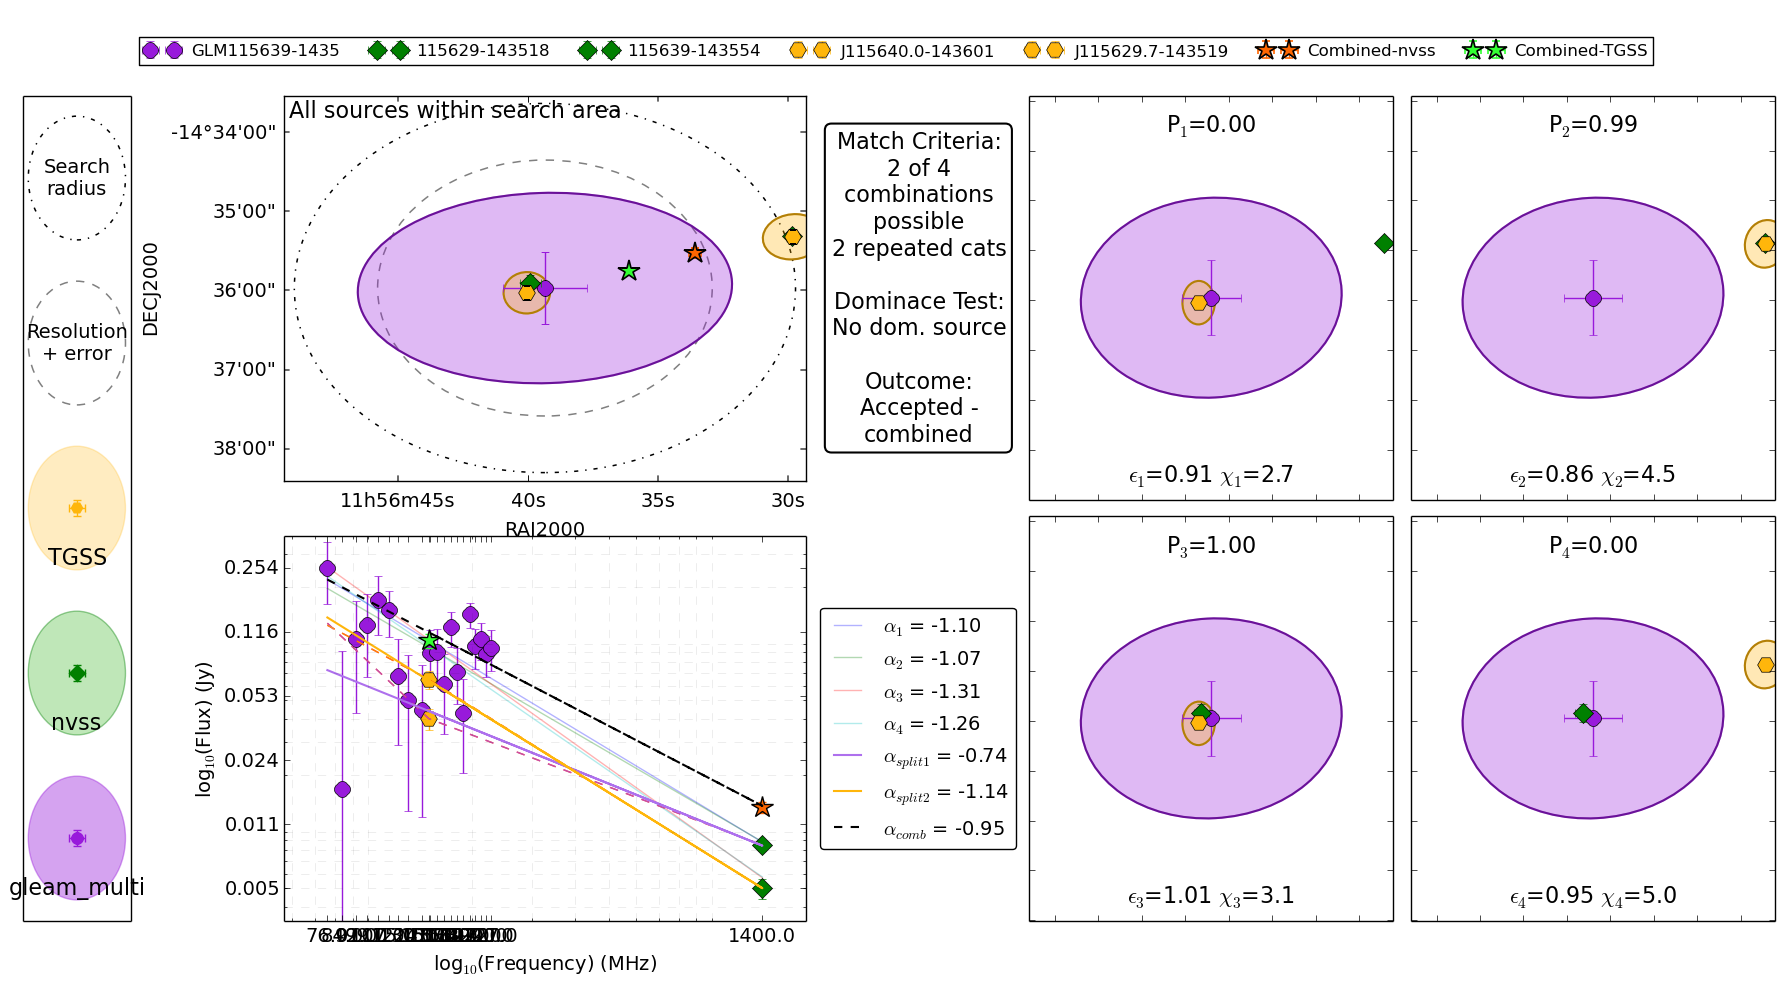 GLM115639-1435 115629-143518 115639-143554 J115640.0-143601 J115629.7-143519 Combined-nvss Combined-TGSS
Search
radius
Resolution
+ error
TGSS
nvss
gleam_multi
All sources within search area
DECJ2000
-14°34'00"
35'00"
36'00"
37'00"
38'00"
11h56m45s 40s 35s 30s
RAJ2000
Match Criteria:
2 of 4
combinations
possible
2 repeated cats
Dominace Test:
No dom. source
Outcome:
Accepted -
combined
P1=0.00
ϵ1=0.91 χ1=2.7
P2=0.99
ϵ2=0.86 χ2=4.5
P3=1.00
ϵ3=1.01 χ3=3.1
P4=0.00
ϵ4=0.95 χ4=5.0
log10(Flux) (Jy)
0.254
0.116
0.053
0.024
0.011
0.005
1400.0
log10(Frequency) (MHz)
α1 = -1.10
α2 = -1.07
α3 = -1.31
α4 = -1.26
αsplit1 = -0.74
αsplit2 = -1.14
αcomb = -0.95